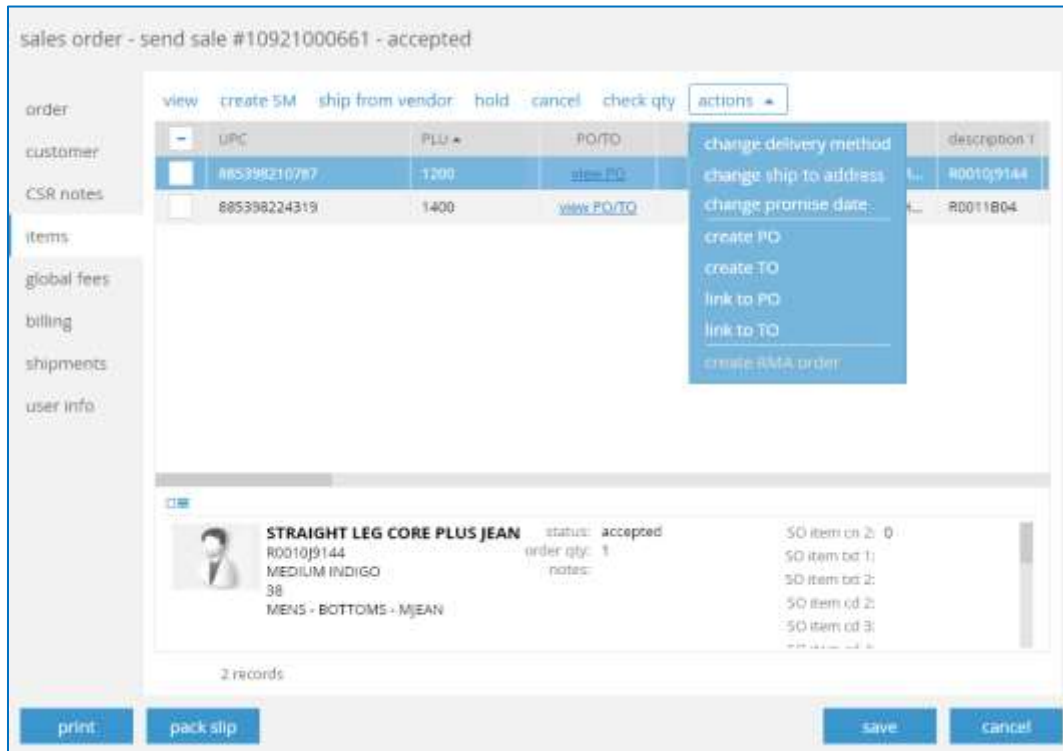 sales order - send sale #10921000661 - accepted
order
customer
CSR notes
items
global fees
billing
shipments
user info
view create SM ship from vendor hold cancel check qty actions
UPC PLU PO/TO description 1
885398210787 1200 view PO R0010J9144
885398224319 1400 view PO/TO R0011B04
change delivery method
change ship to address
change promise date
create PO
create TO
link to PO
link to TO
create RMA order
STRAIGHT LEG CORE PLUS JEAN
R0010J9144
MEDIUM INDIGO
38
MENS - BOTTOMS - MJEAN
status: accepted
order qty: 1
notes:
SO item cn 2: 0
SO item txt 1:
SO item txt 2:
SO item cd 2:
SO item cd 3:
2 records
print pack slip save cancel